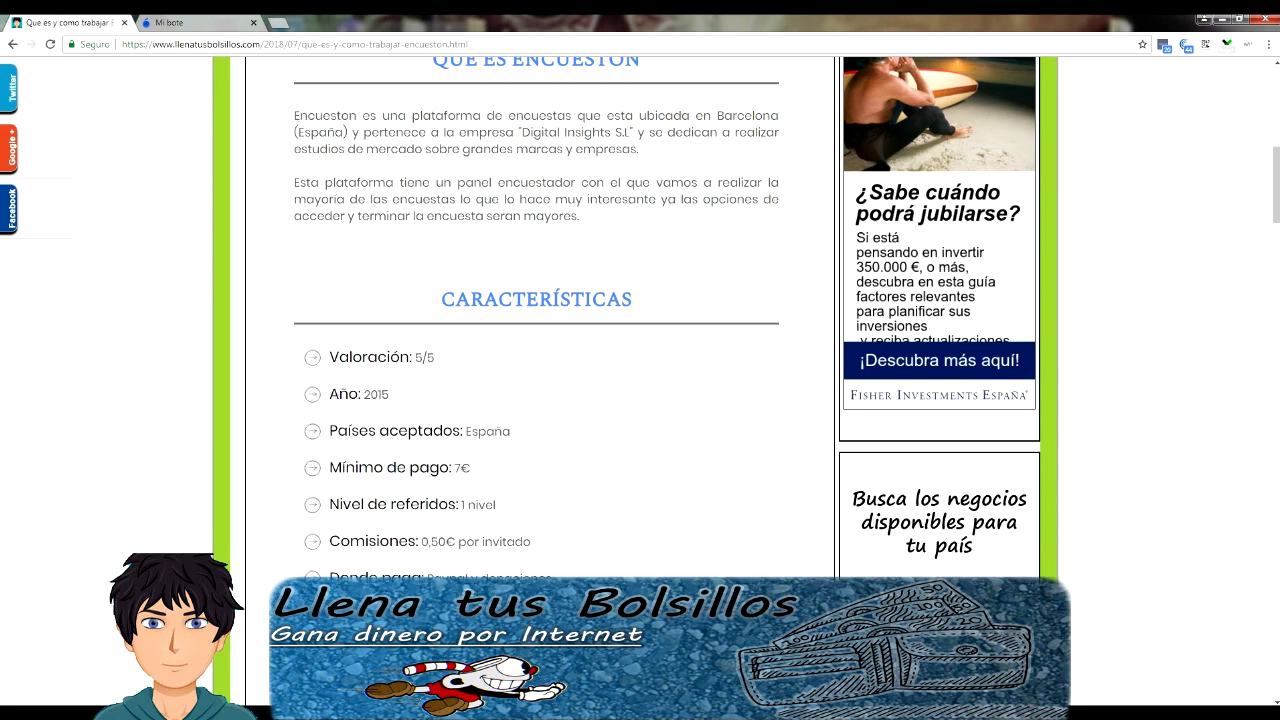 Que es y como trabajar E
Mi bote
Seguro
https://www.llenatusbolsillos.com/2018/07/que-es-y-como-trabajar-encueston.html
Twitter
Google +
Facebook
QUE ES ENCUESTON
Encueston es una plataforma de encuestas que esta ubicada en Barcelona
(España) y pertenece a la empresa "Digital Insights S.L" y se dedican a realizar
estudios de mercado sobre grandes marcas y empresas.
Esta plataforma tiene un panel encuestador con el que vamos a realizar la
mayoría de las encuestas lo que lo hace muy interesante ya las opciones de
acceder y terminar la encuesta seran mayores.
CARACTERÍSTICAS
Valoración: 5/5
Año: 2015
Países aceptados: España
Mínimo de pago: 7€
Nivel de referidos: 1 nivel
Comisiones: 0,50€ por invitado
Donde paga: Paypal y donaciones
¿Sabe cuándo
podrá jubilarse?
Si está
pensando en invertir
350.000 €, o más,
descubra en esta guía
factores relevantes
para planificar sus
inversiones
y reciba actualizaciones
¡Descubra más aquí!
FISHER INVESTMENTS ESPAÑA
Busca los negocios
disponibles para
tu país
Llena tus Bolsillos
Gana dinero por Internet